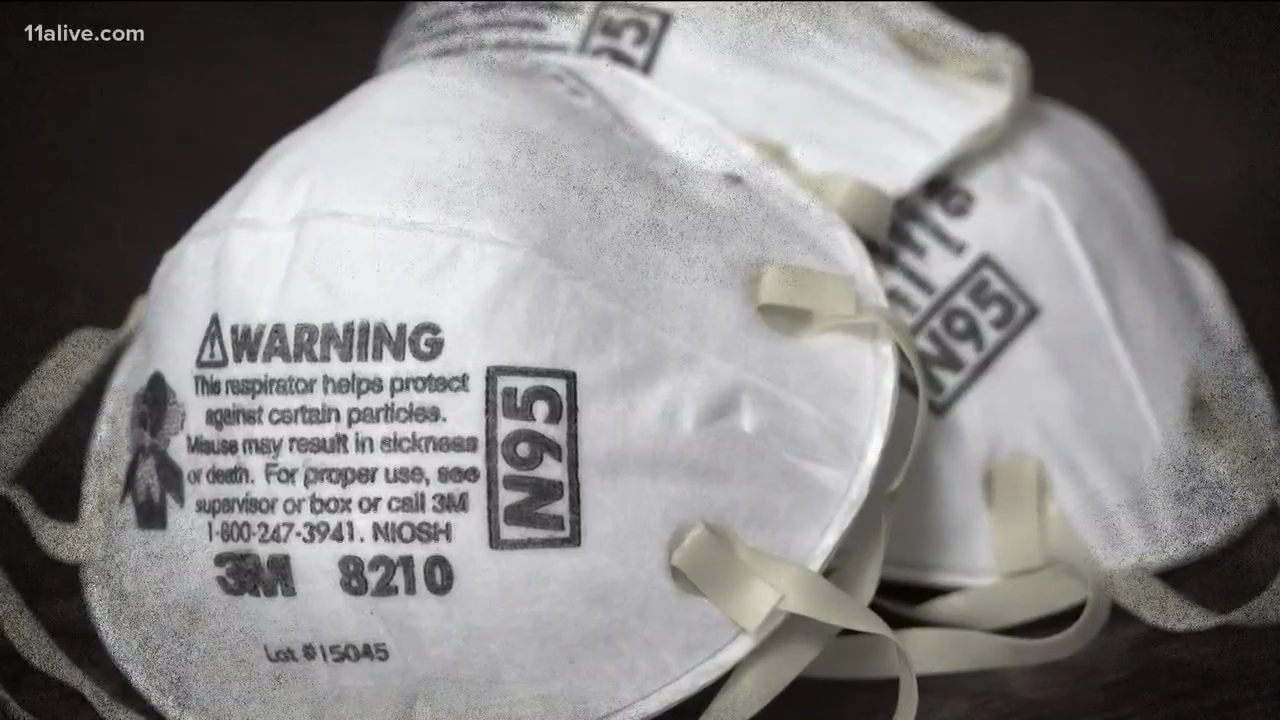 11alive.com
N95
WARNING
This respirator helps protect
against certain particles.
Misuse may result in sickness
or death. For proper use, see
supervisor or box or call 3M
1-800-247-3941. NIOSH
3M 8210
Lot #15045
N95
N95